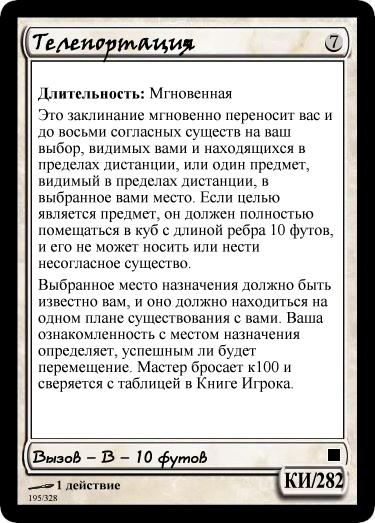 Телепортация 7
Длительность: Мгновенная
Это заклинание мгновенно переносит вас и
до восьми согласных существ на ваш
выбор, видимых вами и находящихся в
пределах дистанции, или один предмет,
видимый в пределах дистанции, в
выбранное вами место. Если целью
является предмет, он должен полностью
помещаться в куб с длиной ребра 10 футов,
и его не может носить или нести
несогласное существо.
Выбранное место назначения должно быть
известно вам, и оно должно находиться на
одном плане существования с вами. Ваша
ознакомленность с местом назначения
определяет, успешным ли будет
перемещение. Мастер бросает к100 и
сверяется с таблицей в Книге Игрока.
Вызов – В – 10 футов
1 действие
КИ/282
195/328